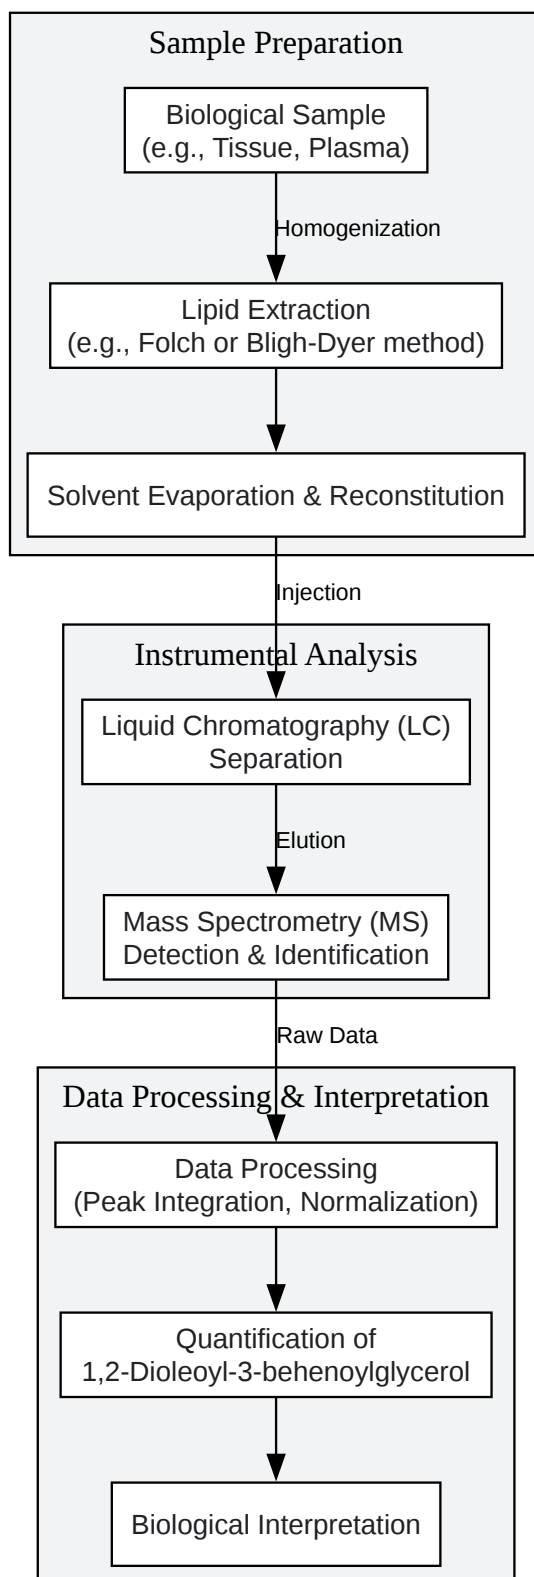 Sample Preparation
Biological Sample
(e.g., Tissue, Plasma)
Homogenization
Lipid Extraction
(e.g., Folch or Bligh-Dyer method)
Solvent Evaporation & Reconstitution
Injection
Instrumental Analysis
Liquid Chromatography (LC)
Separation
Elution
Mass Spectrometry (MS)
Detection & Identification
Raw Data
Data Processing & Interpretation
Data Processing
(Peak Integration, Normalization)
Quantification of
1,2-Dioleoyl-3-behenoylglycerol
Biological Interpretation